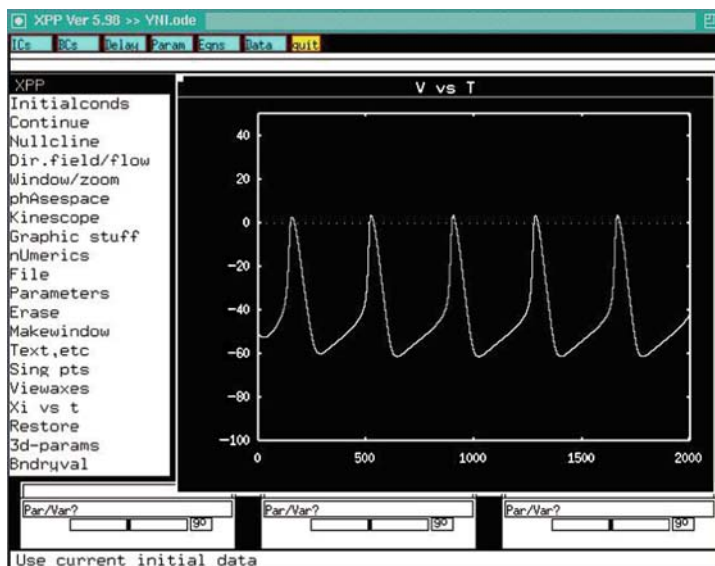 XPP Ver 5.98 >> YNI.ode
ICs BCs Delay Param Eqns Data quit
XPP
Initialconds
Continue
Nullcline
Dir.field/flow
Window/zoom
phAsespace
Kinescope
Graphic stuff
nUmerics
File
Parameters
Erase
Makewindow
Text,etc
Sing pts
Viewaxes
Xi vs t
Restore
3d-params
Bndryval
V vs T
40
20
0
-20
-40
-60
-80
-100
0 500 1000 1500 2000
Par/Var? Par/Var? Par/Var?
go go go
Use current initial data